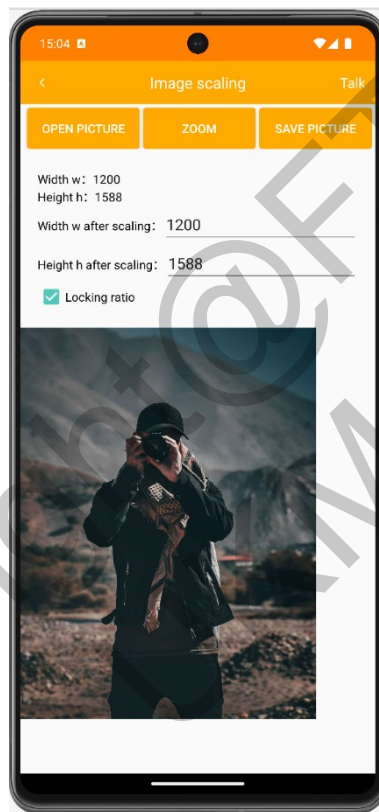 15:04 A
< Image scaling Talk
OPEN PICTURE ZOOM SAVE PICTURE
Width w：1200
Height h：1588
Width w after scaling： 1200
Height h after scaling： 1588
Locking ratio